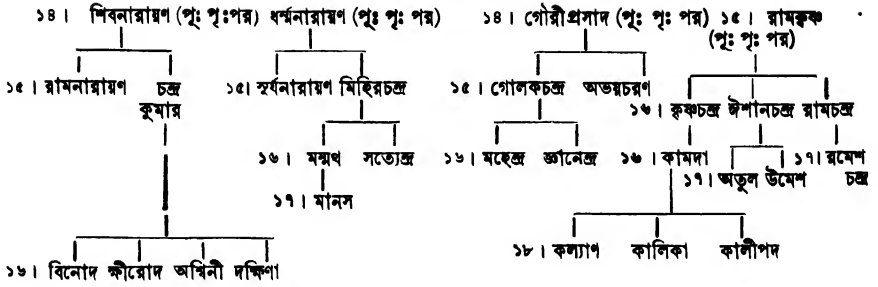 ১৪। শিবনারায়ণ (পূঃ পৃঃপর) ধর্ম্মনারায়ণ (পূঃ পৃঃ পর) ১৪। গৌরীপ্রসাদ (পূঃ পৃঃ পর) ১৫। রামকৃষ্ণ
(পূঃ পৃঃ পর)
১৫। রামনারায়ণ চন্দ্র ১৫। সূর্যনারায়ণ মিহিরচন্দ্র ১৫। গোলকচন্দ্র অভয়চরণ
কুমার ১৬। কৃষ্ণচন্দ্র ঈশানচন্দ্র রামচন্দ্র
১৬। মন্মথ সত্যেন্দ্র ১৬। মহেন্দ্র জ্ঞানেন্দ্র ১৬। কামদা ১৭। রমেশ
১৭। অতুল উমেশ চন্দ্র
১৭। মানস
১৮। কল্যাণ কালিকা কালীপদ
১৬। বিনোদ ক্ষীরোদ অশ্বিনী দক্ষিণা